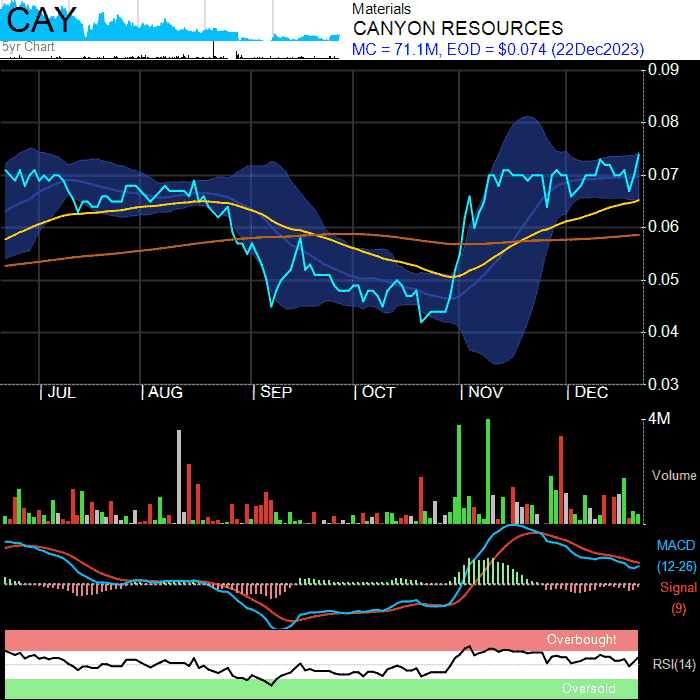 CAY
5yr Chart
Materials
CANYON RESOURCES
MC = 71.1M, EOD = $0.074 (22Dec2023)
0.09
0.08
0.07
0.06
0.05
0.04
0.03
JUL AUG SEP OCT NOV DEC
4M
Volume
MACD
(12-26)
Signal
(9)
Overbought
RSI(14)
Oversold